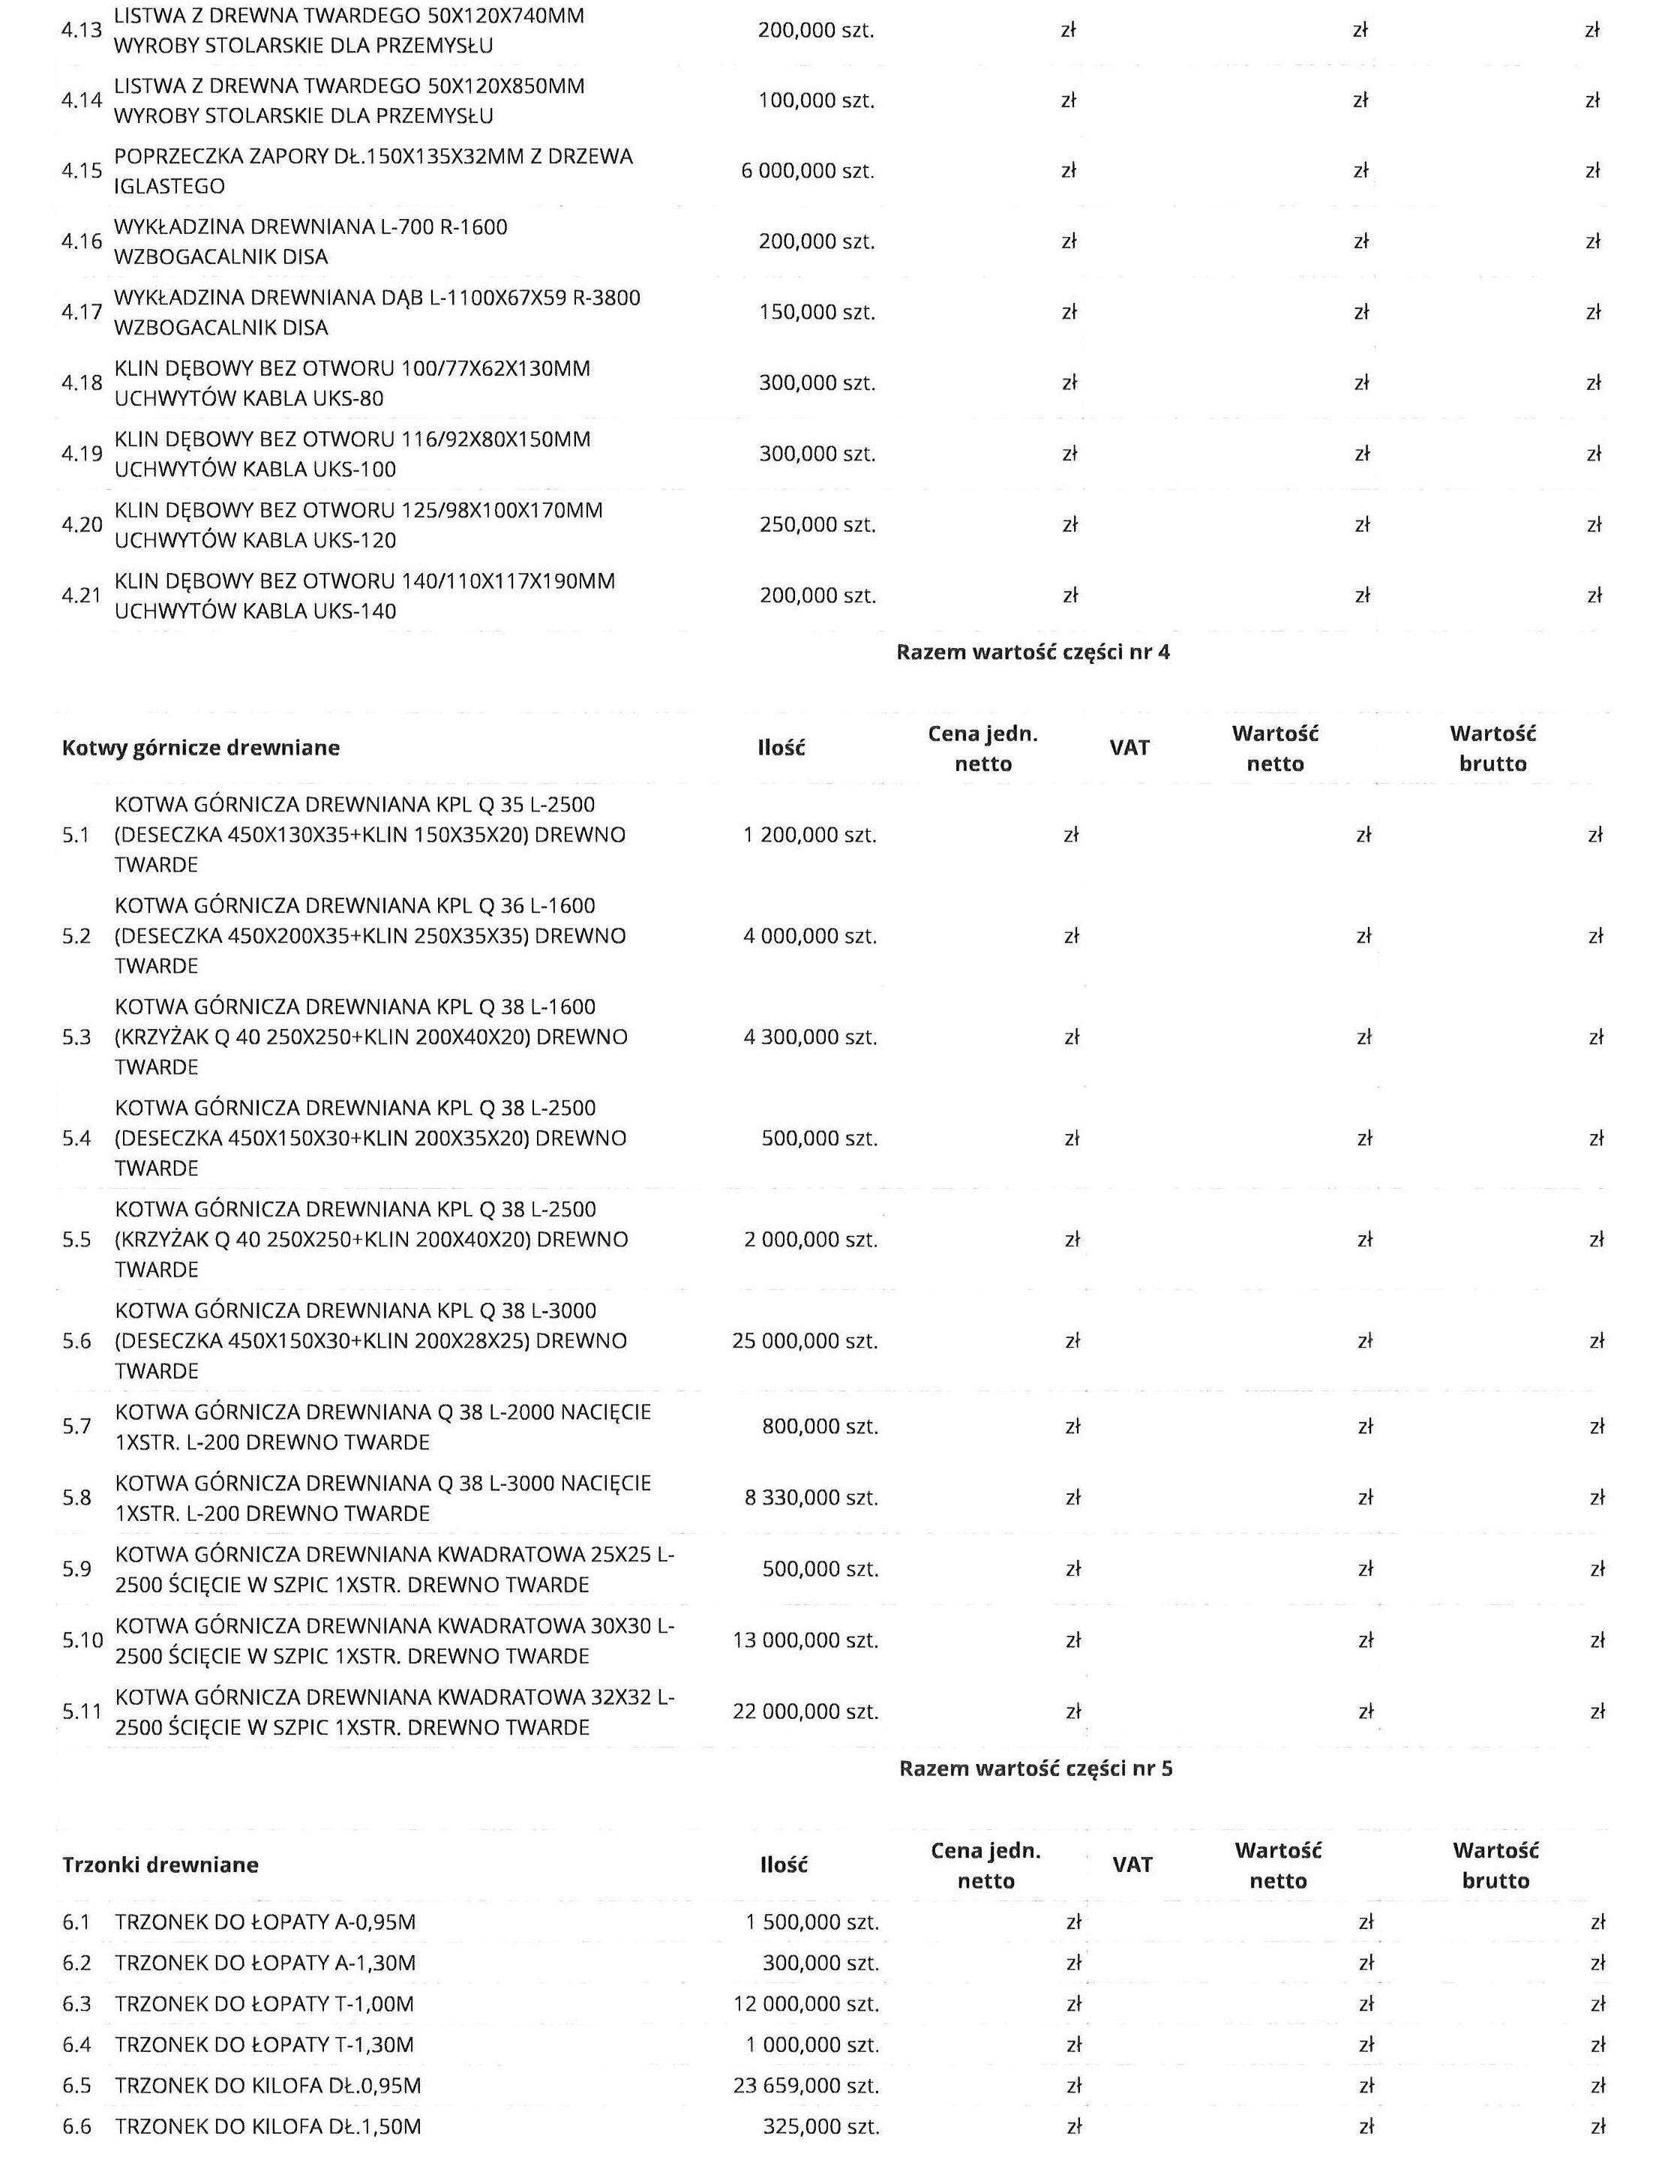 LISTWA Z DREWNA TWARDEGO 50X120X740MM
4.13 WYROBY STOLARSKIE DLA PRZEMYSŁU 200,000 szt. zł zł zł
LISTWA Z DREWNA TWARDEGO 50X120X850MM
4.14 WYROBY STOLARSKIE DLA PRZEMYSŁU 100,000 szt. zł zł zł
POPRZECZKA ZAPORY DŁ.150X135X32MM Z DRZEWA
4.15 IGLASTEGO 6 000,000 szt. zł zł zł
WYKŁADZINA DREWNIANA L-700 R-1600
4.16 WZBOGACALNIK DISA 200,000 szt. zł zł zł
WYKŁADZINA DREWNIANA DĄB L-1100X67X59 R-3800
4.17 WZBOGACALNIK DISA 150,000 szt. zł zł zł
KLIN DĘBOWY BEZ OTWORU 100/77X62X130MM
4.18 UCHWYTÓW KABLA UKS-80 300,000 szt. zł zł zł
KLIN DĘBOWY BEZ OTWORU 116/92X80X150MM
4.19 UCHWYTÓW KABLA UKS-100 300,000 szt. zł zł zł
KLIN DĘBOWY BEZ OTWORU 125/98X100X170MM
4.20 UCHWYTÓW KABLA UKS-120 250,000 szt. zł zł zł
KLIN DĘBOWY BEZ OTWORU 140/110X117X190MM
4.21 UCHWYTÓW KABLA UKS-140 200,000 szt. zł zł zł
Razem wartość części nr 4
Kotwy górnicze drewniane Ilość Cena jedn. netto VAT Wartość netto Wartość brutto
KOTWA GÓRNICZA DREWNIANA KPL Q 35 L-2500
5.1 (DESECZKA 450X130X35+KLIN 150X35X20) DREWNO 1 200,000 szt. zł zł zł
TWARDE
KOTWA GÓRNICZA DREWNIANA KPL Q 36 L-1600
5.2 (DESECZKA 450X200X35+KLIN 250X35X35) DREWNO 4 000,000 szt. zł zł zł
TWARDE
KOTWA GÓRNICZA DREWNIANA KPL Q 38 L-1600
5.3 (KRZYŻAK Q 40 250X250+KLIN 200X40X20) DREWNO 4 300,000 szt. zł zł zł
TWARDE
KOTWA GÓRNICZA DREWNIANA KPL Q 38 L-2500
5.4 (DESECZKA 450X150X30+KLIN 200X35X20) DREWNO 500,000 szt. zł zł zł
TWARDE
KOTWA GÓRNICZA DREWNIANA KPL Q 38 L-2500
5.5 (KRZYŻAK Q 40 250X250+KLIN 200X40X20) DREWNO 2 000,000 szt. zł zł zł
TWARDE
KOTWA GÓRNICZA DREWNIANA KPL Q 38 L-3000
5.6 (DESECZKA 450X150X30+KLIN 200X28X25) DREWNO 25 000,000 szt. zł zł zł
TWARDE
KOTWA GÓRNICZA DREWNIANA Q 38 L-2000 NACIĘCIE
5.7 1XSTR. L-200 DREWNO TWARDE 800,000 szt. zł zł zł
KOTWA GÓRNICZA DREWNIANA Q 38 L-3000 NACIĘCIE
5.8 1XSTR. L-200 DREWNO TWARDE 8 330,000 szt. zł zł zł
KOTWA GÓRNICZA DREWNIANA KWADRATOWA 25X25 L-
5.9 2500 ŚCIĘCIE W SZPIC 1XSTR. DREWNO TWARDE 500,000 szt. zł zł zł
KOTWA GÓRNICZA DREWNIANA KWADRATOWA 30X30 L-
5.10 2500 ŚCIĘCIE W SZPIC 1XSTR. DREWNO TWARDE 13 000,000 szt. zł zł zł
KOTWA GÓRNICZA DREWNIANA KWADRATOWA 32X32 L-
5.11 2500 ŚCIĘCIE W SZPIC 1XSTR. DREWNO TWARDE 22 000,000 szt. zł zł zł
Razem wartość części nr 5
Trzonki drewniane Ilość Cena jedn. netto VAT Wartość netto Wartość brutto
6.1 TRZONEK DO ŁOPATY A-0,95M 1 500,000 szt. zł zł zł
6.2 TRZONEK DO ŁOPATY A-1,30M 300,000 szt. zł zł zł
6.3 TRZONEK DO ŁOPATY T-1,00M 12 000,000 szt. zł zł zł
6.4 TRZONEK DO ŁOPATY T-1,30M 1 000,000 szt. zł zł zł
6.5 TRZONEK DO KILOFA DŁ.0,95M 23 659,000 szt. zł zł zł
6.6 TRZONEK DO KILOFA DŁ.1,50M 325,000 szt. zł zł zł